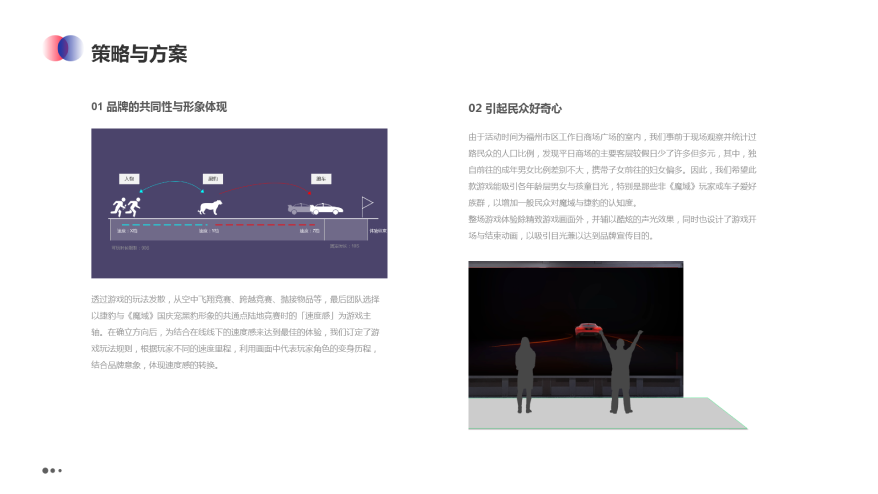 策略与方案
01 品牌的共同性与形象体现
人物
猎豹
跑车
速度：X倍
速度：Y倍
速度：Z倍
体验结束
透过游戏的玩法发散，从空中飞翔竞赛、跨越竞赛、抛接物品等，最后团队选择
以捷豹与《魔域》国庆宠黑豹形象的共通点陆地竞赛时的「速度感」为游戏主
轴。在确立方向后，为结合在线线下的速度感来达到最佳的体验，我们订定了游
戏玩法规则，根据玩家不同的速度里程，利用画面中代表玩家角色的变身历程，
结合品牌意象，体现速度感的转换。
02 引起民众好奇心
由于活动时间为福州市区工作日商场广场的室内，我们事前于现场观察并统计过
路民众的人口比例，发现平日商场的主要客层较假日少了许多但多元，其中，独
自前往的成年男女比例差别不大，携带子女前往的妇女偏多。因此，我们希望此
款游戏能吸引各年龄层男女与孩童目光，特别是那些非《魔域》玩家或车子爱好
族群，以增加一般民众对魔域与捷豹的认知度。
整场游戏体验除精致游戏画面外，并辅以酷炫的声光效果，同时也设计了游戏开
场与结束动画，以吸引目光兼以达到品牌宣传目的。